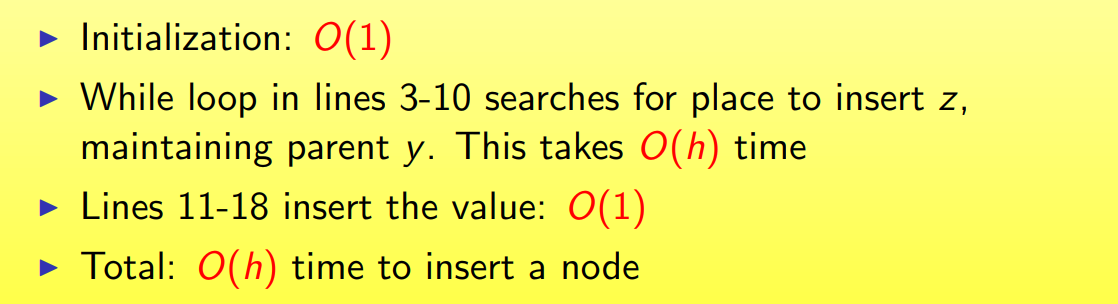 ▶ Initialization: O(1)
▶ While loop in lines 3-10 searches for place to insert z,
maintaining parent y. This takes O(h) time
▶ Lines 11-18 insert the value: O(1)
▶ Total: O(h) time to insert a node